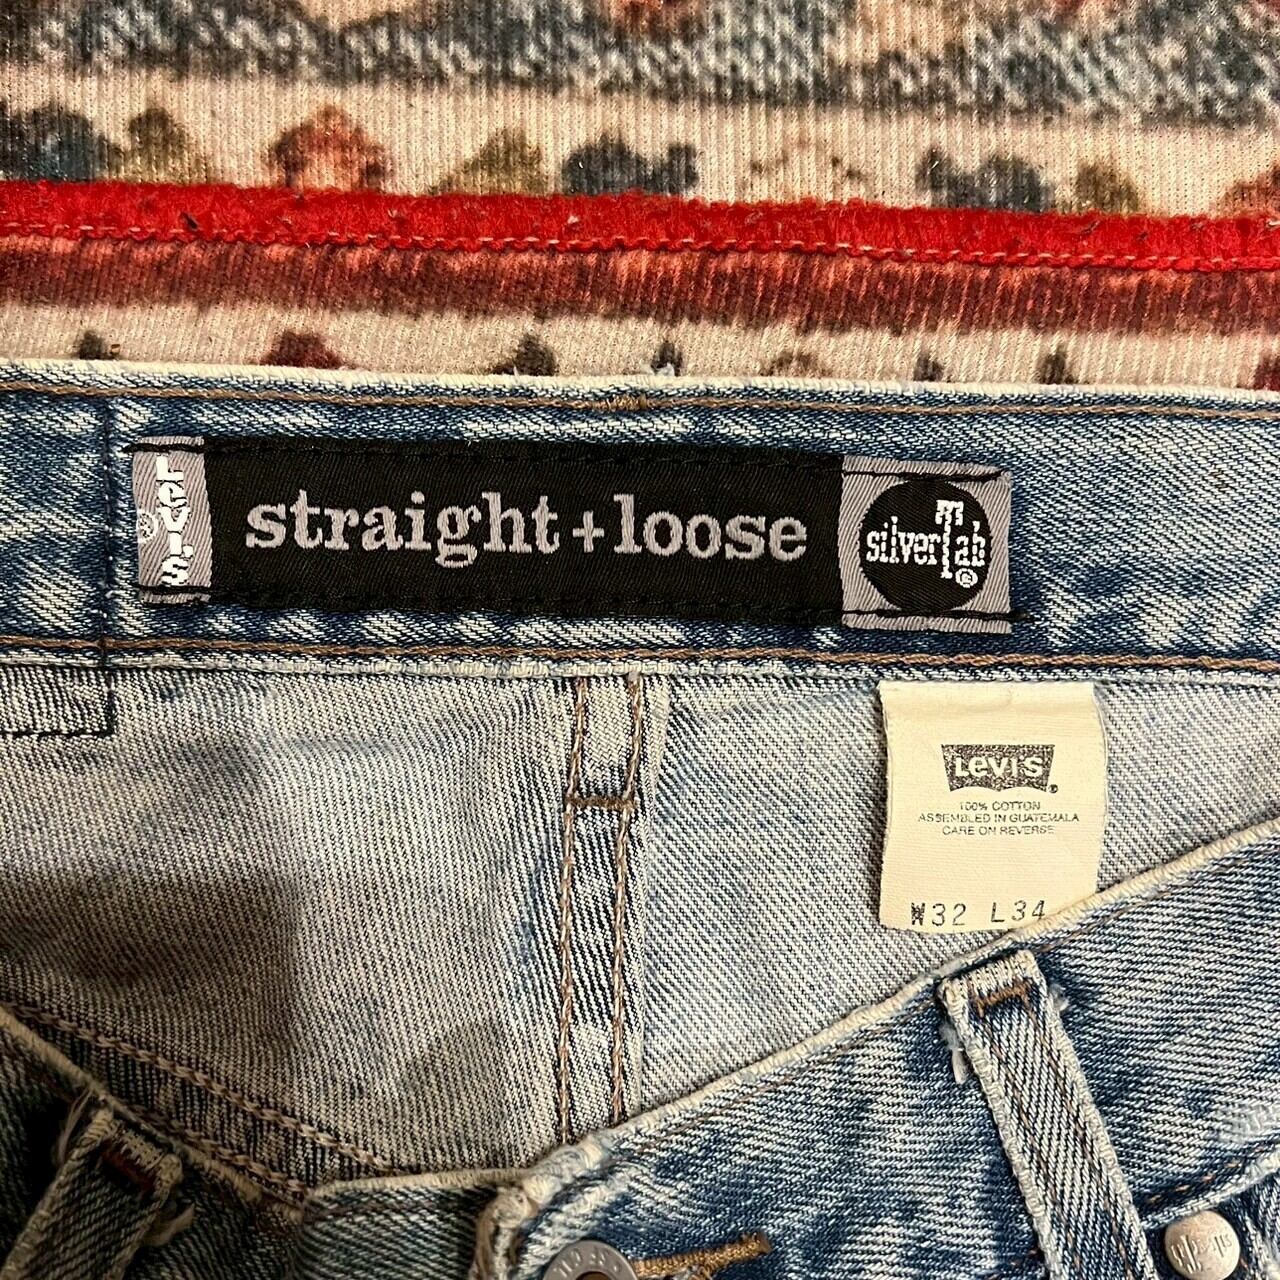 Levi's
®
straight+loose
silverTab
®
LEVI'S
®
100% COTTON
ASSEMBLED IN GUATEMALA
CARE ON REVERSE
W32 L34